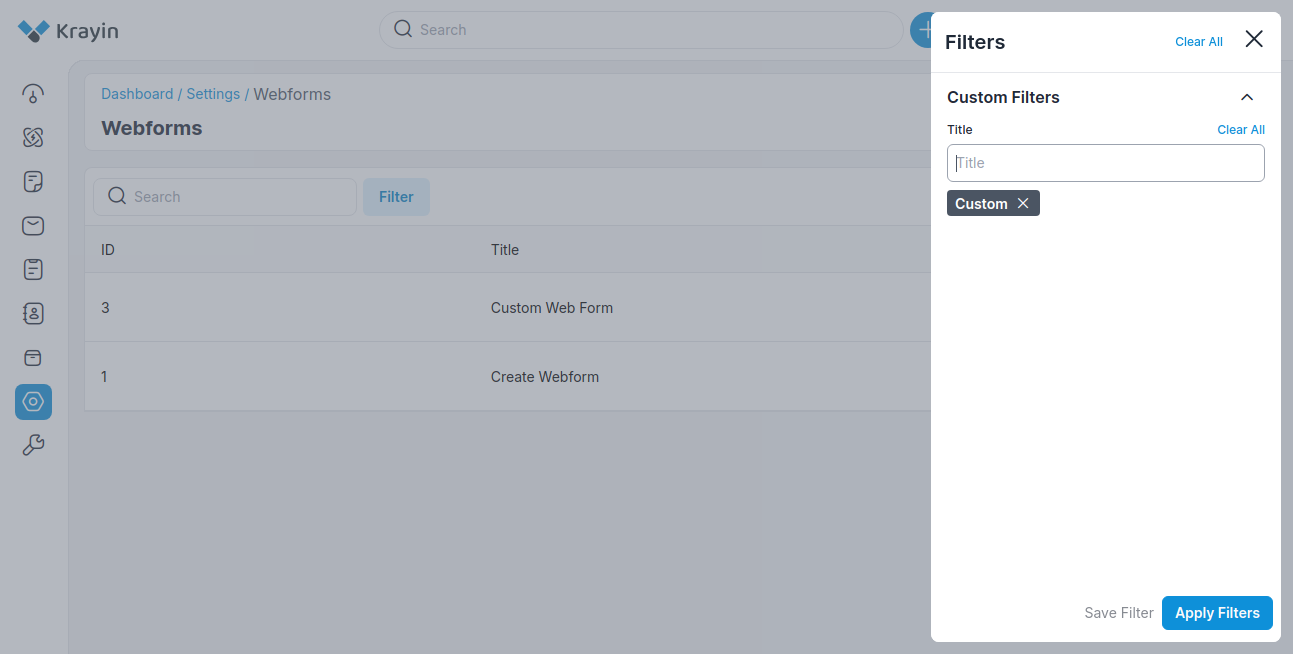 Krayin
Search
Dashboard / Settings / Webforms
Webforms
Search
Filter
ID Title
3 Custom Web Form
1 Create Webform
Filters Clear All
Custom Filters
Title Clear All
Title
Custom
Save Filter Apply Filters